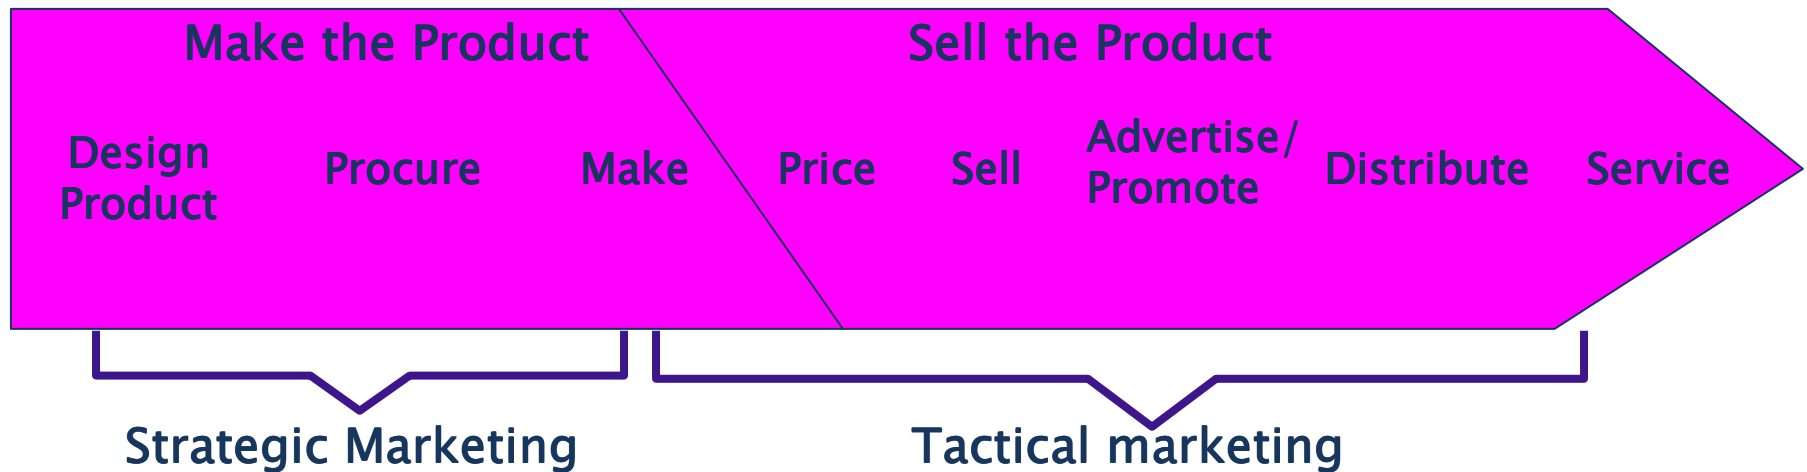 Make the Product
Sell the Product
Design
Product
Procure
Make
Price
Sell
Advertise/
Promote
Distribute
Service
Strategic Marketing
Tactical marketing